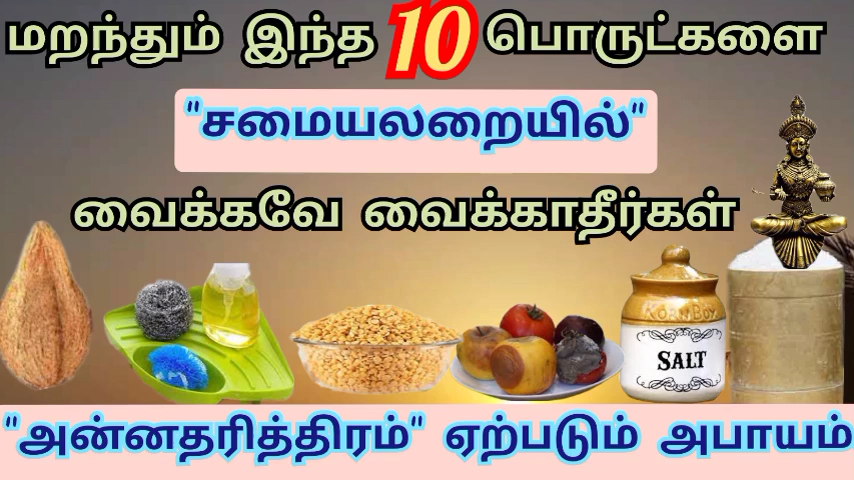 மறந்தும் இந்த 10 பொருட்களை
"சமையலறையில்"
வைக்கவே வைக்காதீர்கள்
SALT
"அன்னதரித்திரம்" ஏற்படும் அபாயம்